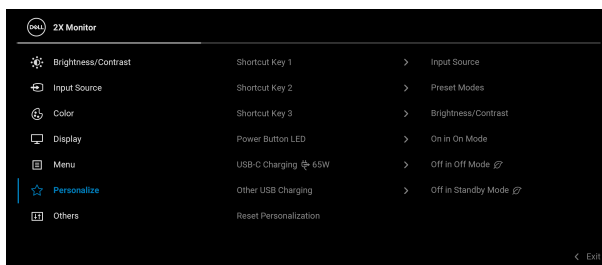 DELL 2X Monitor
Brightness/Contrast Shortcut Key 1 > Input Source
Input Source Shortcut Key 2 > Preset Modes
Color Shortcut Key 3 > Brightness/Contrast
Display Power Button LED > On in On Mode
Menu USB-C Charging 65W > Off in Off Mode
Personalize Other USB Charging > Off in Standby Mode
Others Reset Personalization
< Exit